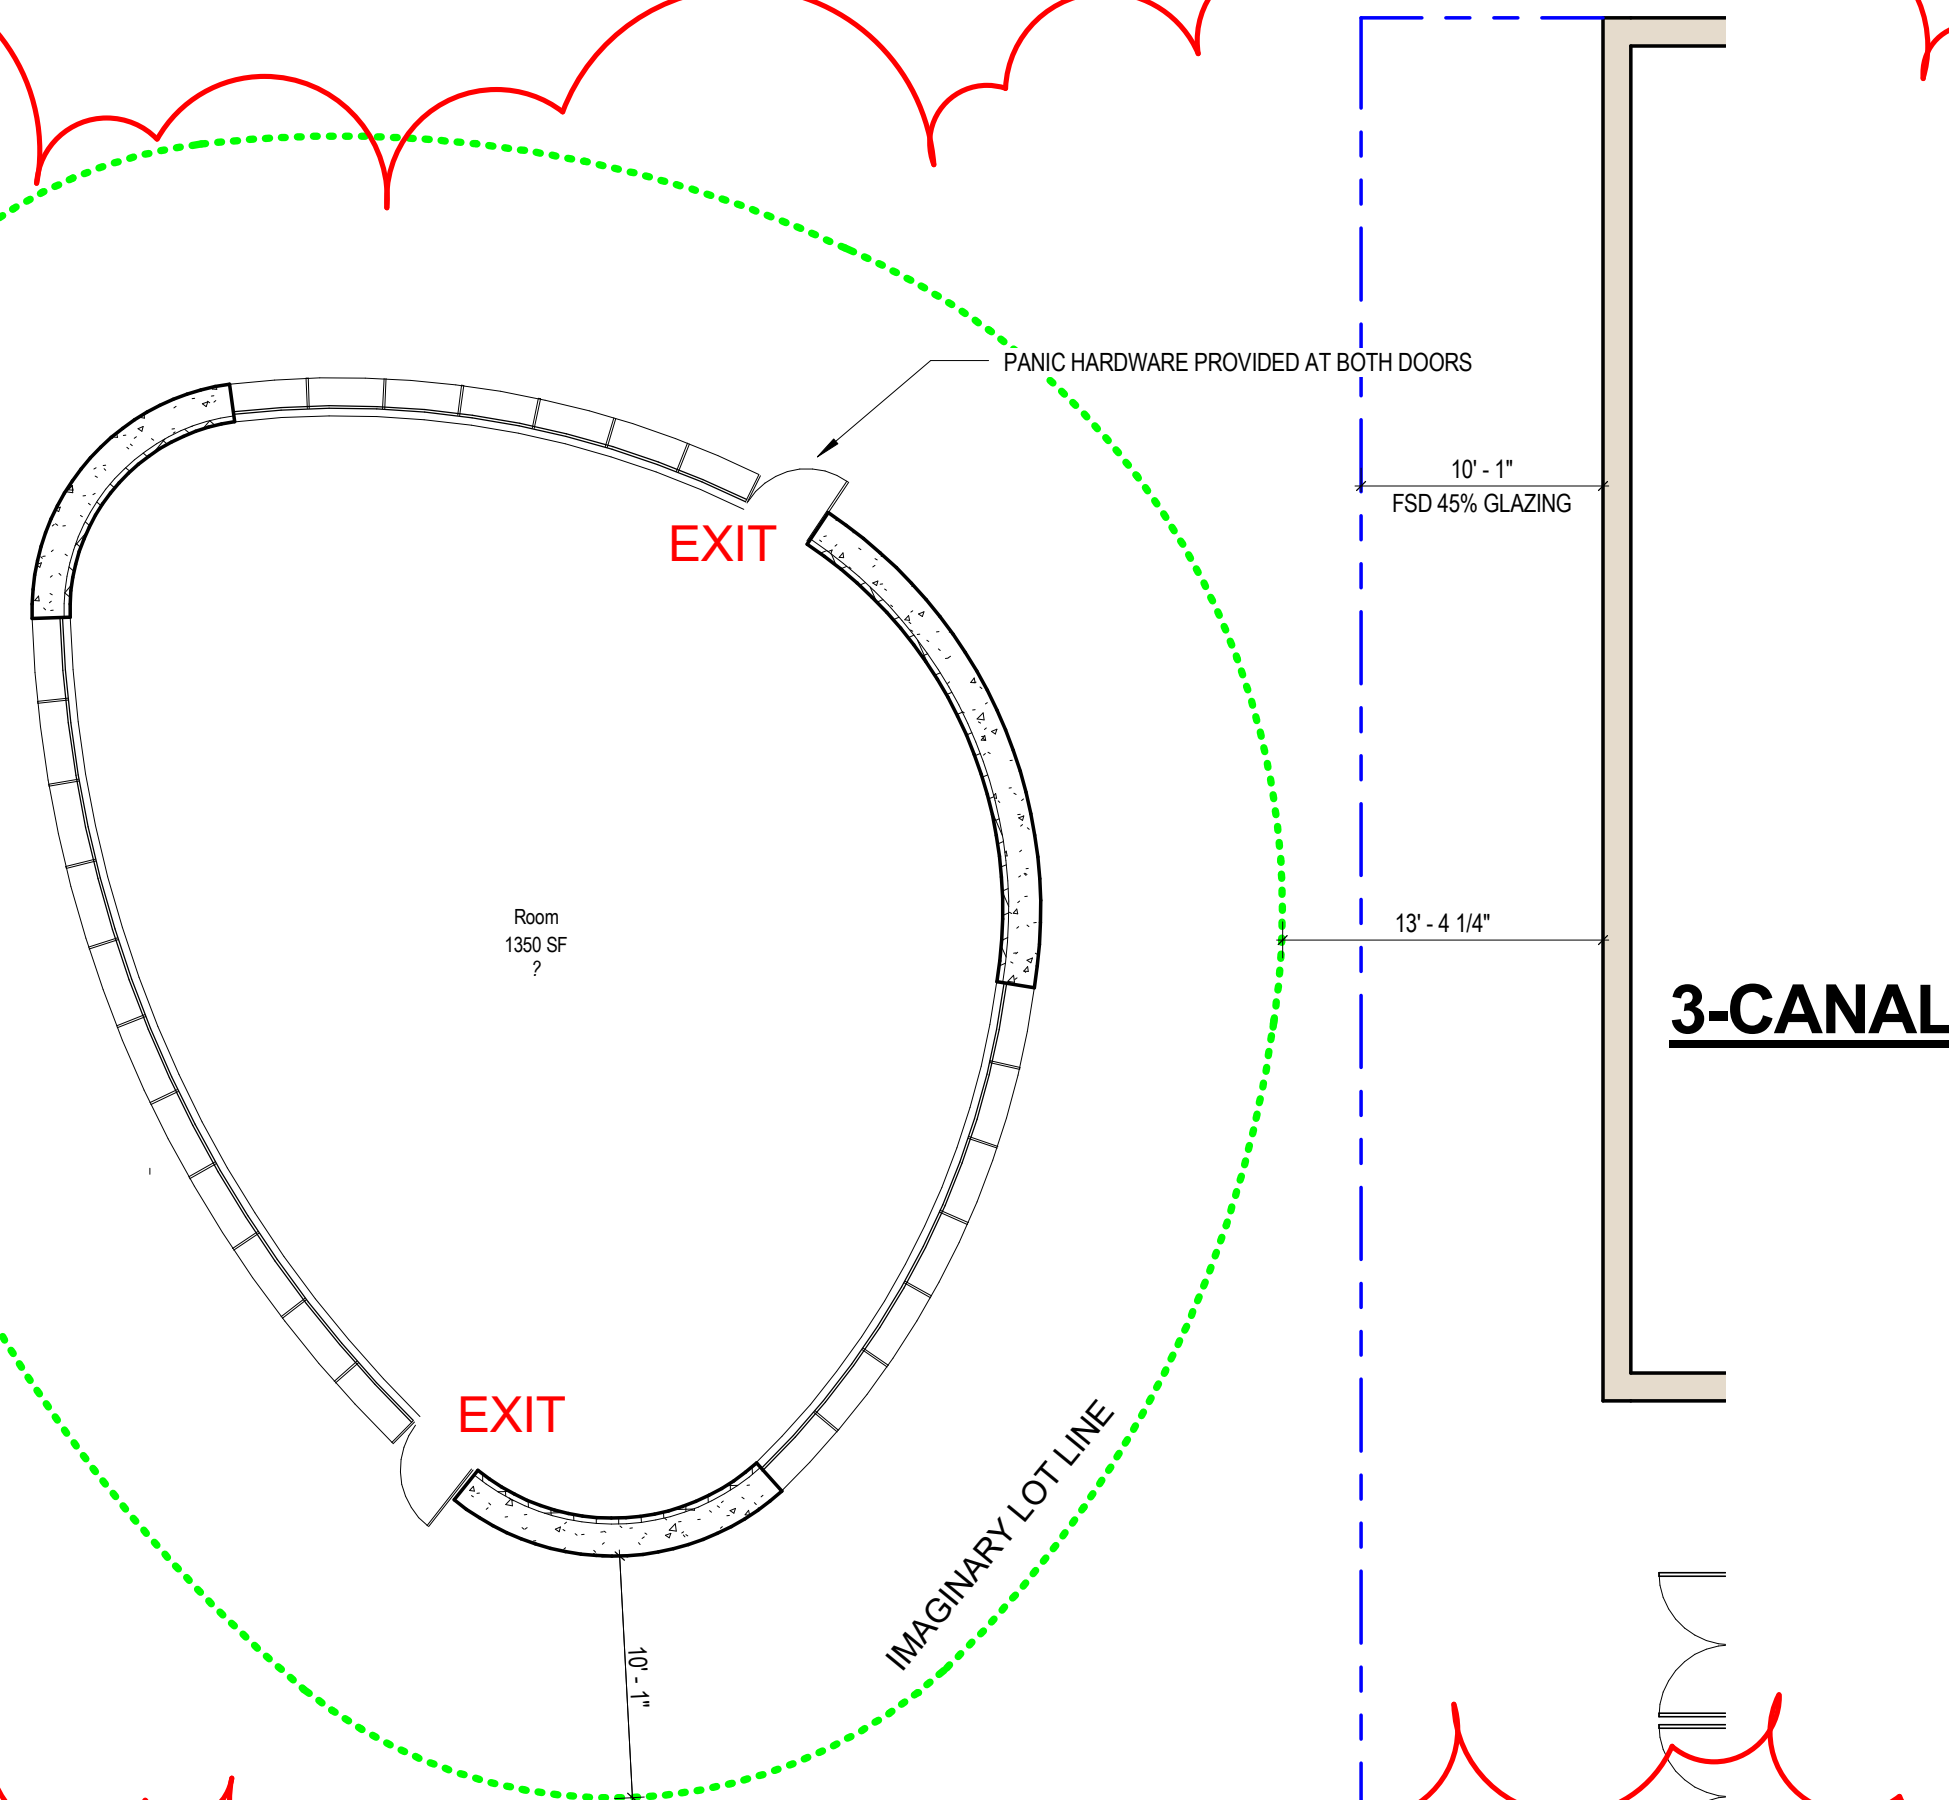 PANIC HARDWARE PROVIDED AT BOTH DOORS
10' - 1"
FSD 45% GLAZING
EXIT
Room
1350 SF
?
13' - 4 1/4"
3-CANAL
EXIT
IMAGINARY LOT LINE
10' - 1"